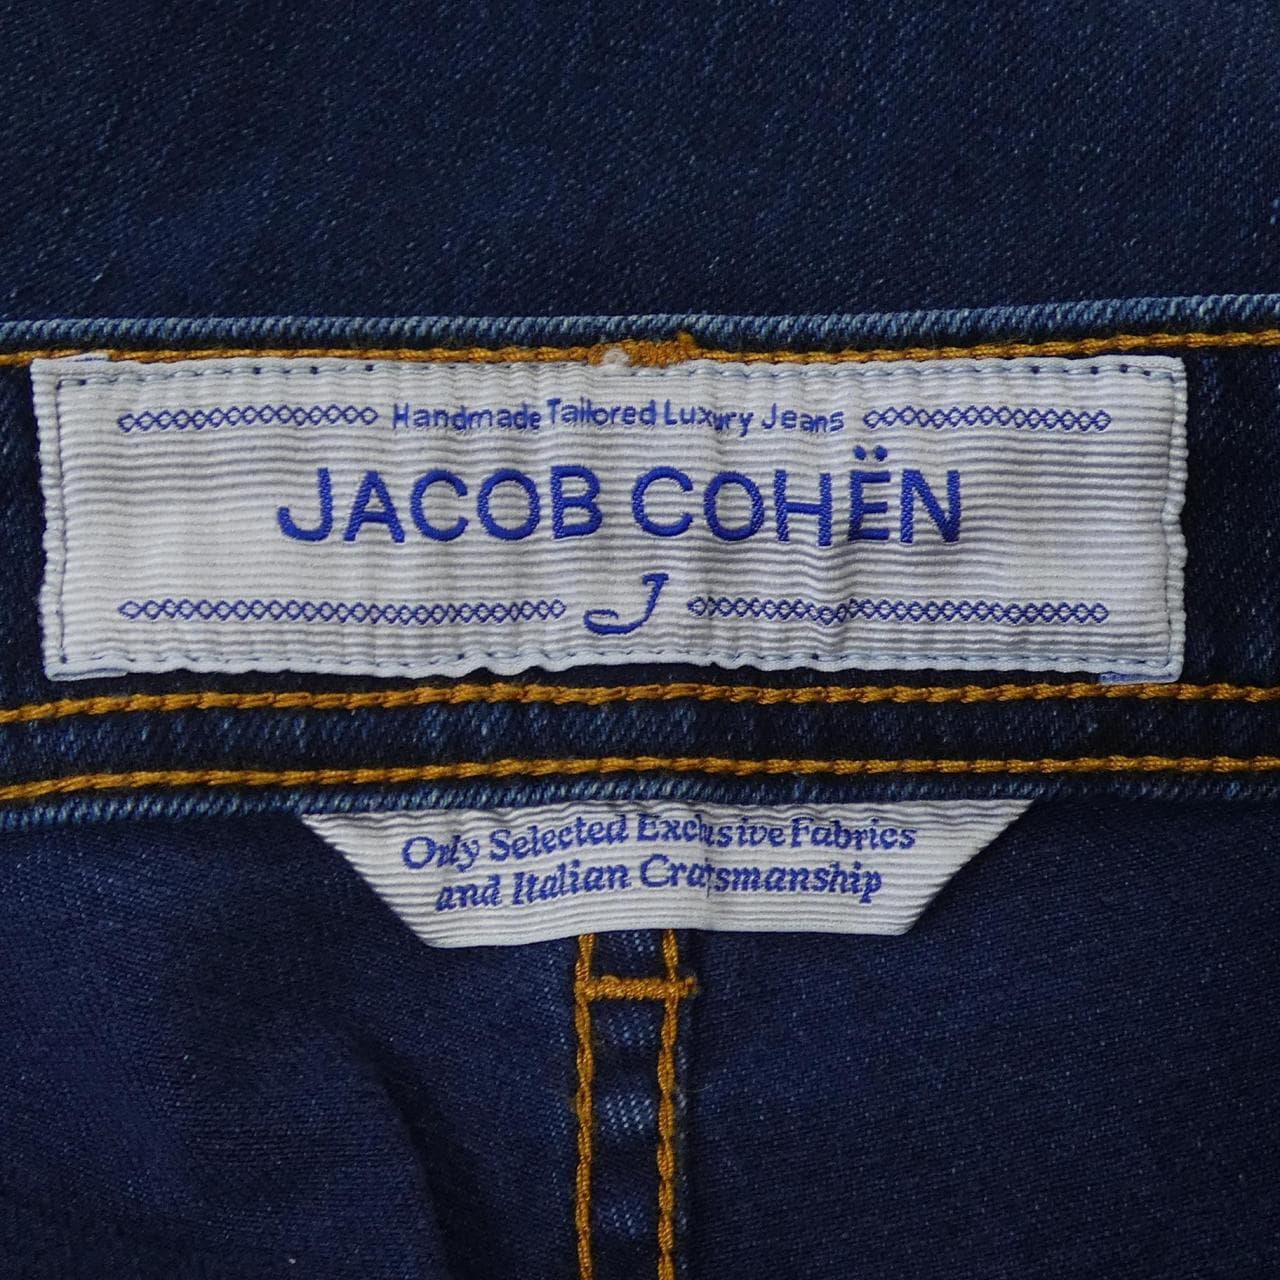 Handmade Tailored Luxury Jeans
JACOB COHËN
J
Only Selected Exclusive Fabrics
and Italian Craftsmanship